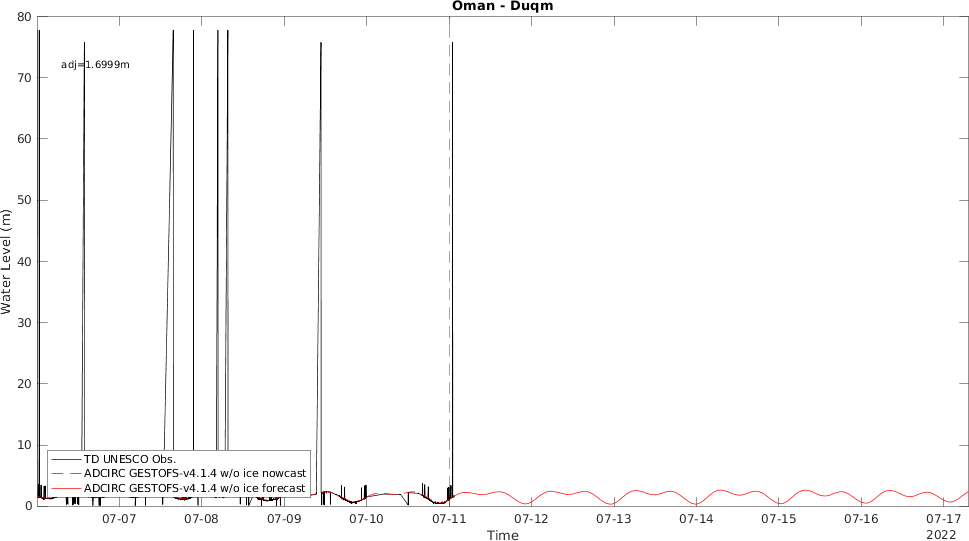 Oman - Duqm
80
adj=1.6999m
70
60
50
40
30
20
10
0
Water Level (m)
TD UNESCO Obs.
ADCIRC GESTOFS-v4.1.4 w/o ice nowcast
ADCIRC GESTOFS-v4.1.4 w/o ice forecast
07-07 07-08 07-09 07-10 07-11 07-12 07-13 07-14 07-15 07-16 07-17
Time
2022